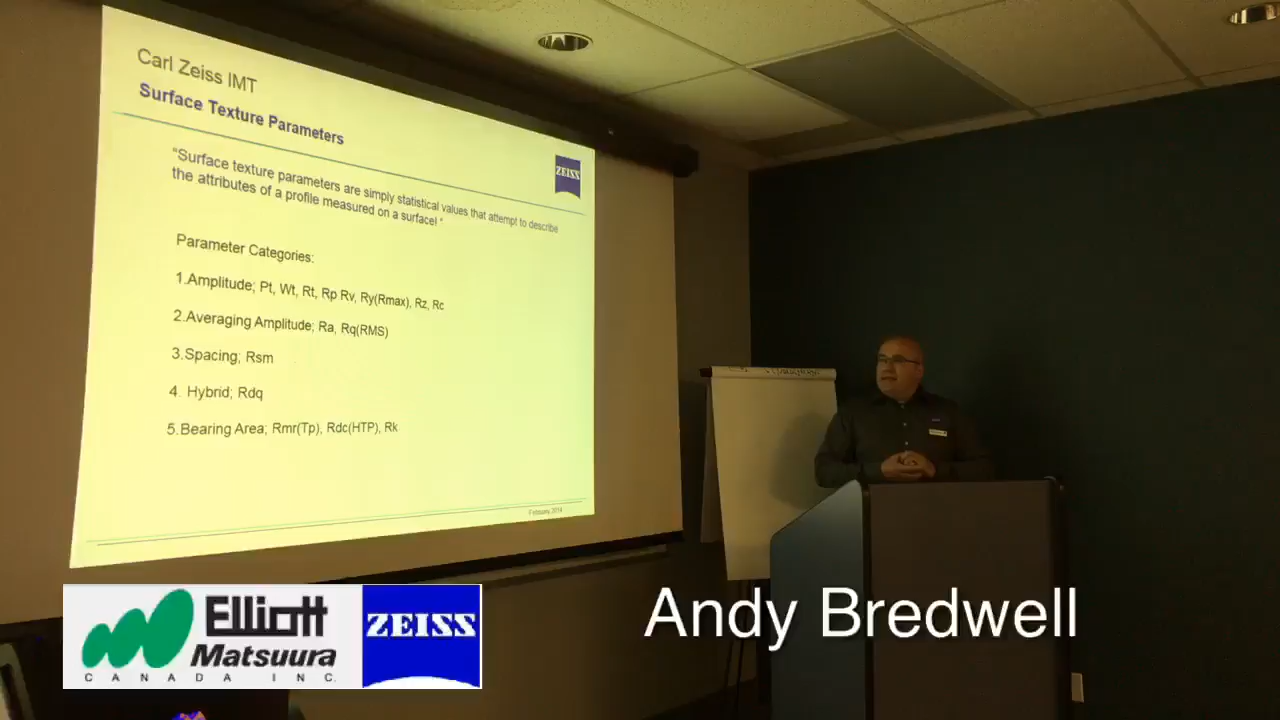 Carl Zeiss IMT
Surface Texture Parameters
ZEISS
"Surface texture parameters are simply statistical values that attempt to describe
the attributes of a profile measured on a surface! "
Parameter Categories:
1.Amplitude; Pt, Wt, Rt, Rp Rv, Ry(Rmax), Rz, Rc
2.Averaging Amplitude; Ra, Rq(RMS)
3.Spacing; Rsm
4. Hybrid; Rdq
5.Bearing Area; Rmr(Tp), Rdc(HTP), Rk
Elliott
Matsuura
CANADA INC.
ZEISS
Andy Bredwell